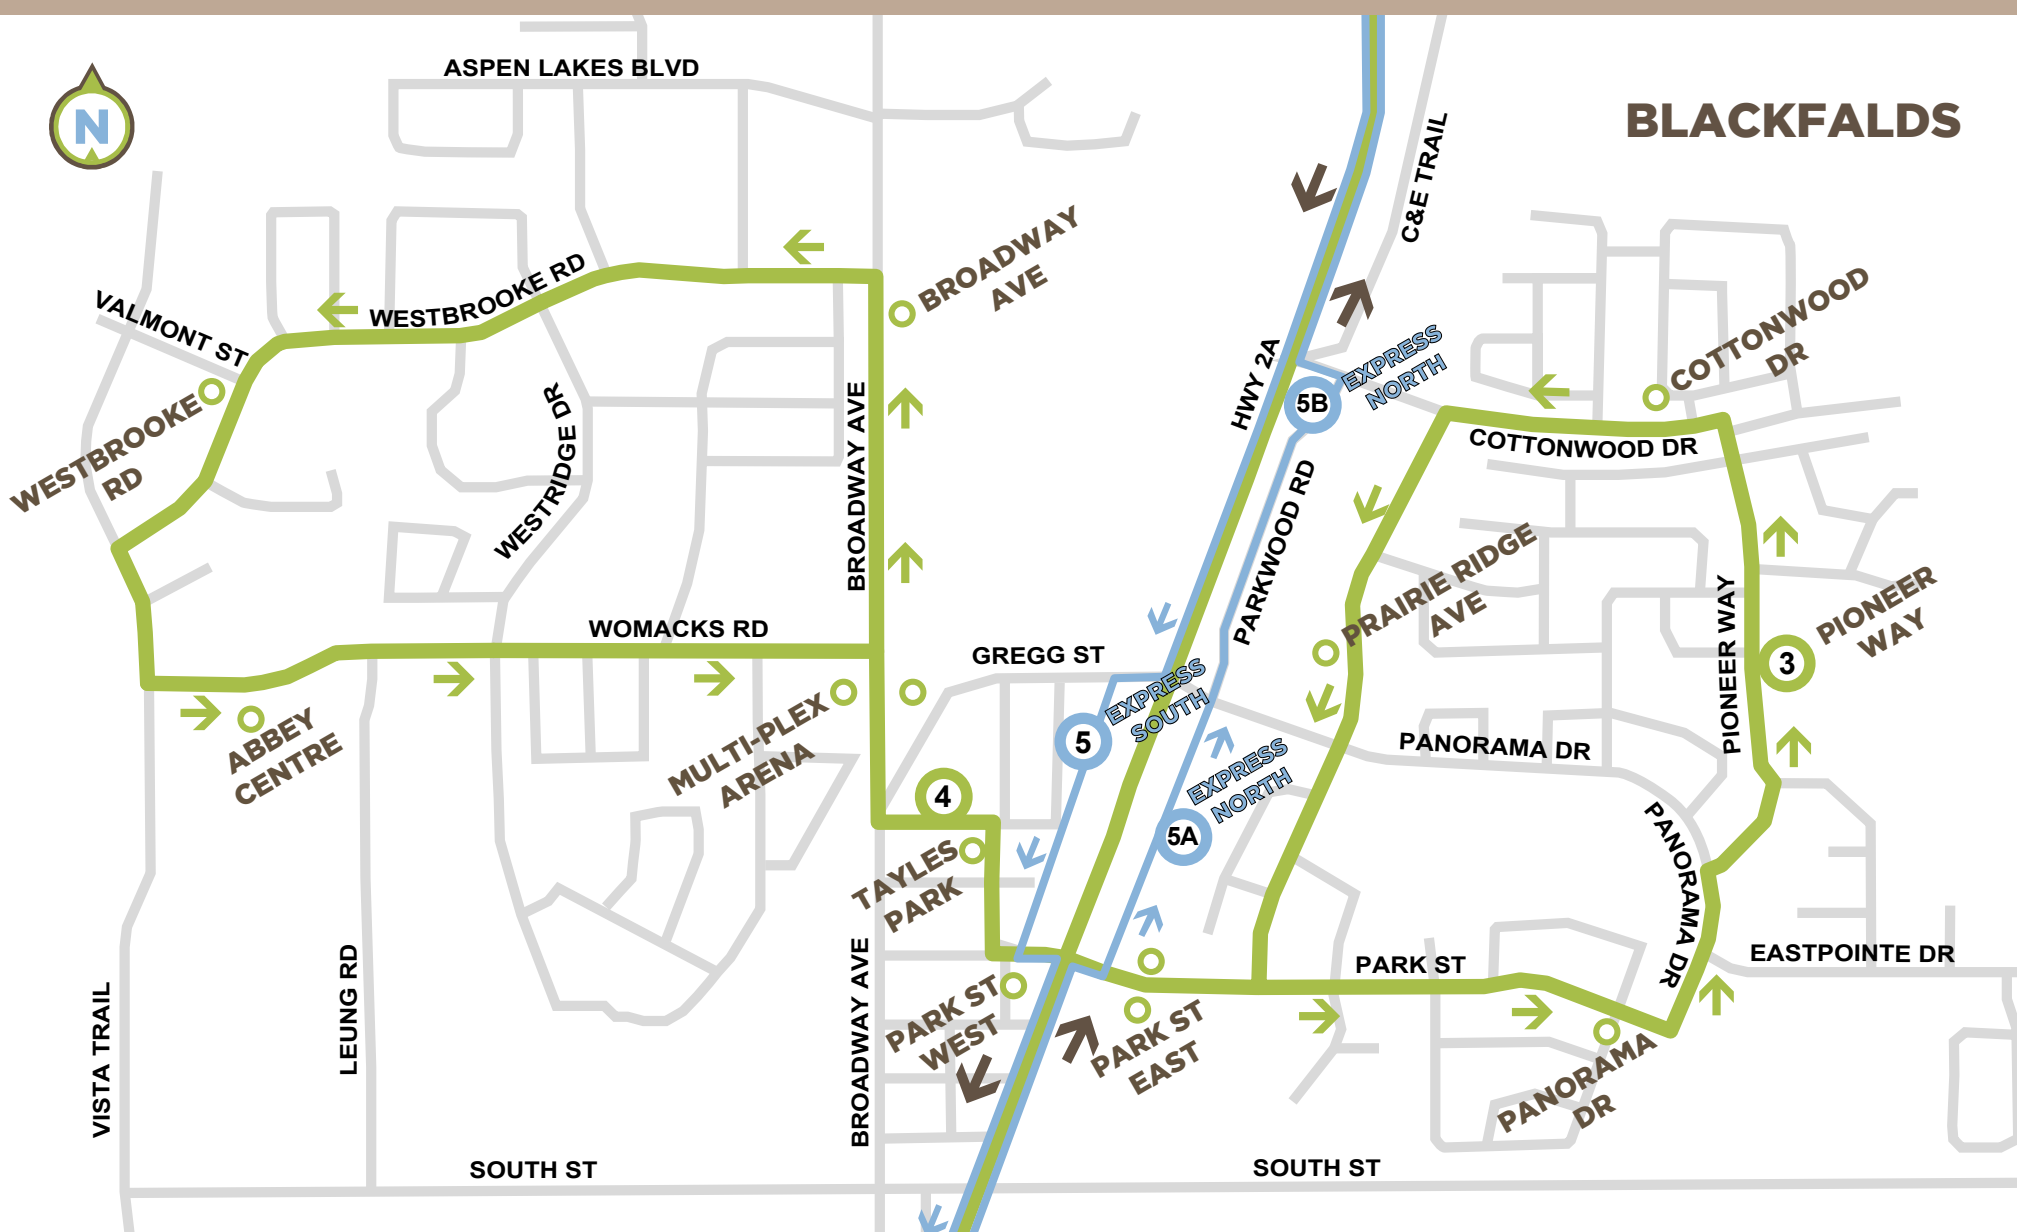 ASPEN LAKES BLVD
N
BLACKFALDS
C&E TRAIL
BROADWAY
AVE
WESTBROOKE RD
VALMONT ST
COTTONWOOD
DR
HWY 2A
EXPRESS
NORTH
5B
WESTBROOKE
RD
WESTRIDGE DR
BROADWAY AVE
COTTONWOOD DR
PARKWOOD RD
PRAIRIE RIDGE
AVE
PIONEER WAY
PIONEER
WAY
3
WOMACKS RD
GREGG ST
EXPRESS
SOUTH
5
MULTI-PLEX
ARENA
ABBEY
CENTRE
PANORAMA DR
EXPRESS
NORTH
5A
4
TAYLES
PARK
PANORAMA DR
EASTPOINTE DR
PARK ST
PARK ST
WEST
PARK ST
EAST
PANORAMA
DR
VISTA TRAIL
LEUNG RD
BROADWAY AVE
SOUTH ST
SOUTH ST